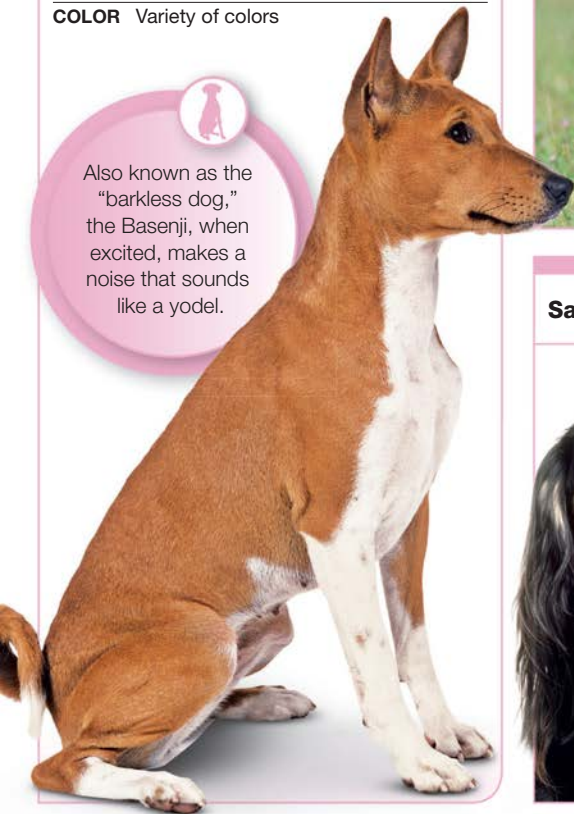 COLOR Variety of colors
Also known as the
“barkless dog,”
the Basenji, when
excited, makes a
noise that sounds
like a yodel.
Sa